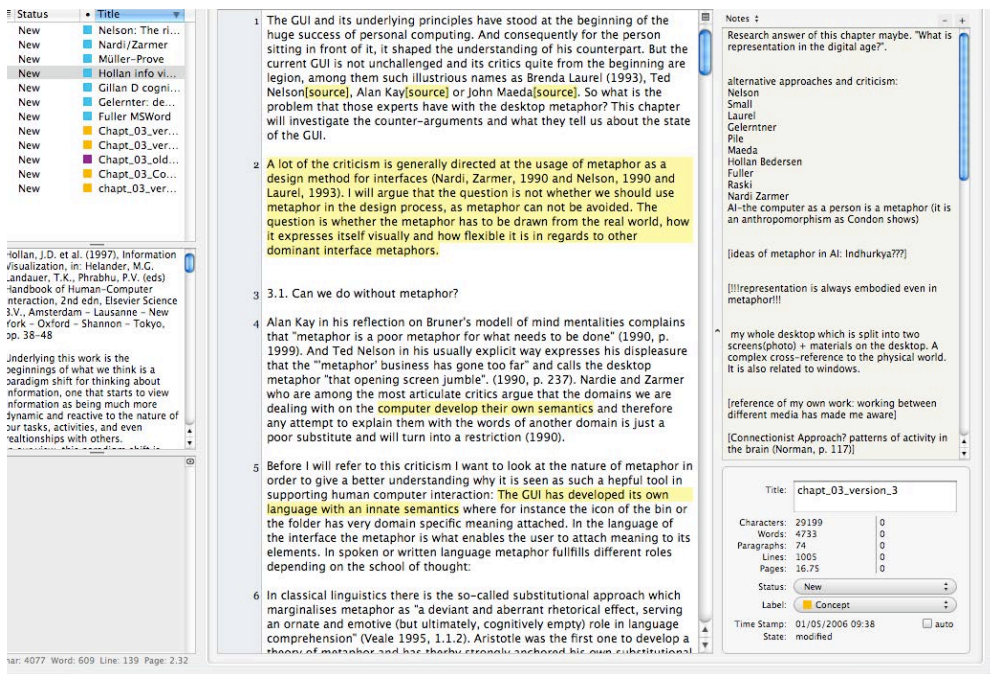 Status • Title
New Nelson: The ri...
New Nardi/Zarmer
New Müller-Prove
New Hollan info vi...
New Gillan D cogni...
New Gelernter: de...
New Fuller MSWord
New Chapt_03_ver...
New Chapt_03_ver...
New Chapt_03_old...
New Chapt_03_Co...
New chapt_03_ver...
Hollan, J.D. et al. (1997), Information
Visualization, in: Helander, M.G.
Landauer, T.K., Phrabhu, P.V. (eds)
Handbook of Human-Computer
Interaction, 2nd edn, Elsevier Science
B.V., Amsterdam - Lausanne - New
York - Oxford - Shannon - Tokyo,
pp. 38-48
Underlying this work is the
beginnings of what we think is a
paradigm shift for thinking about
information, one that starts to view
information as being much more
dynamic and reactive to the nature of
our tasks, activities, and even
realtionships with others.
har: 4077 Word: 609 Line: 139 Page: 2.32
1 The GUI and its underlying principles have stood at the beginning of the
huge success of personal computing. And consequently for the person
sitting in front of it, it shaped the understanding of his counterpart. But the
current GUI is not unchallenged and its critics quite from the beginning are
legion, among them such illustrious names as Brenda Laurel (1993), Ted
Nelson[source], Alan Kay[source] or John Maeda[source]. So what is the
problem that those experts have with the desktop metaphor? This chapter
will investigate the counter-arguments and what they tell us about the state
of the GUI.
2 A lot of the criticism is generally directed at the usage of metaphor as a
design method for interfaces (Nardi, Zarmer, 1990 and Nelson, 1990 and
Laurel, 1993). I will argue that the question is not whether we should use
metaphor in the design process, as metaphor can not be avoided. The
question is whether the metaphor has to be drawn from the real world, how
it expresses itself visually and how flexible it is in regards to other
dominant interface metaphors.
3 3.1. Can we do without metaphor?
4 Alan Kay in his reflection on Bruner's modell of mind mentalities complains
that "metaphor is a poor metaphor for what needs to be done" (1990, p.
1999). And Ted Nelson in his usually explicit way expresses his displeasure
that the "'metaphor' business has gone too far" and calls the desktop
metaphor "that opening screen jumble". (1990, p. 237). Nardie and Zarmer
who are among the most articulate critics argue that the domains we are
dealing with on the computer develop their own semantics and therefore
any attempt to explain them with the words of another domain is just a
poor substitute and will turn into a restriction (1990).
5 Before I will refer to this criticism I want to look at the nature of metaphor in
order to give a better understanding why it is seen as such a hepful tool in
supporting human computer interaction: The GUI has developed its own
language with an innate semantics where for instance the icon of the bin or
the folder has very domain specific meaning attached. In the language of
the interface the metaphor is what enables the user to attach meaning to its
elements. In spoken or written language metaphor fullfills different roles
depending on the school of thought:
6 In classical linguistics there is the so-called substitutional approach which
marginalises metaphor as "a deviant and aberrant rhetorical effect, serving
an ornate and emotive (but ultimately, cognitively empty) role in language
comprehension" (Veale 1995, 1.1.2). Aristotle was the first one to develop a
theory of metaphor and has therby strongly anchored his own substitutional
Notes
Research answer of this chapter maybe. "What is
representation in the digital age?".
alternative approaches and criticism:
Nelson
Small
Laurel
Gelerntner
Pile
Maeda
Hollan Bedersen
Fuller
Raski
Nardi Zarmer
AI-the computer as a person is a metaphor (it is
an anthropomorphism as Condon shows)
[ideas of metaphor in AI: Indhurkya???]
[!!!representation is always embodied even in
metaphor!!!
my whole desktop which is split into two
screens(photo) + materials on the desktop. A
complex cross-reference to the physical world.
It is also related to windows.
[reference of my own work: working between
different media has made me aware]
[Connectionist Approach? patterns of activity in
the brain (Norman, p. 117)]
Title: chapt_03_version_3
Characters: 29199 0
Words: 4733 0
Paragraphs: 74 0
Lines: 1005 0
Pages: 16.75 0
Status: New
Label: Concept
Time Stamp: 01/05/2006 09:38 auto
State: modified